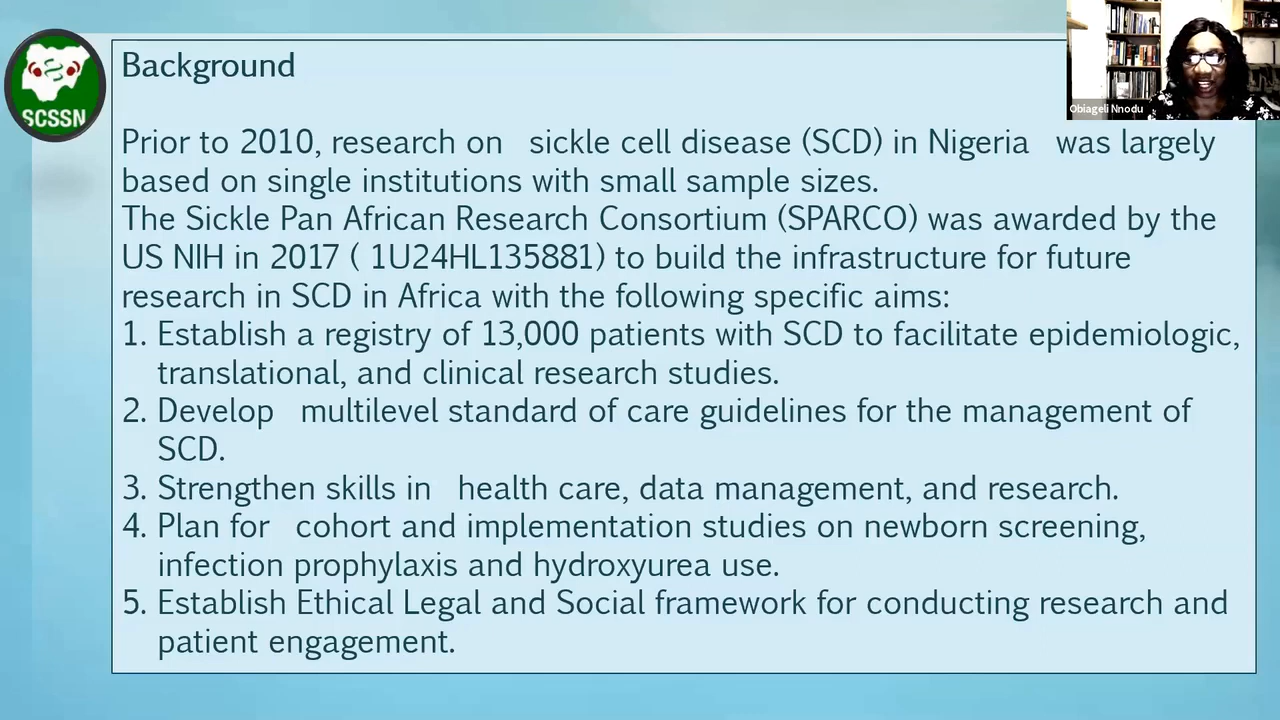 SCSSN
Obiageli Nnodu
Background
Prior to 2010, research on sickle cell disease (SCD) in Nigeria was largely
based on single institutions with small sample sizes.
The Sickle Pan African Research Consortium (SPARCO) was awarded by the
US NIH in 2017 ( 1U24HL135881) to build the infrastructure for future
research in SCD in Africa with the following specific aims:
1. Establish a registry of 13,000 patients with SCD to facilitate epidemiologic,
translational, and clinical research studies.
2. Develop multilevel standard of care guidelines for the management of
SCD.
3. Strengthen skills in health care, data management, and research.
4. Plan for cohort and implementation studies on newborn screening,
infection prophylaxis and hydroxyurea use.
5. Establish Ethical Legal and Social framework for conducting research and
patient engagement.